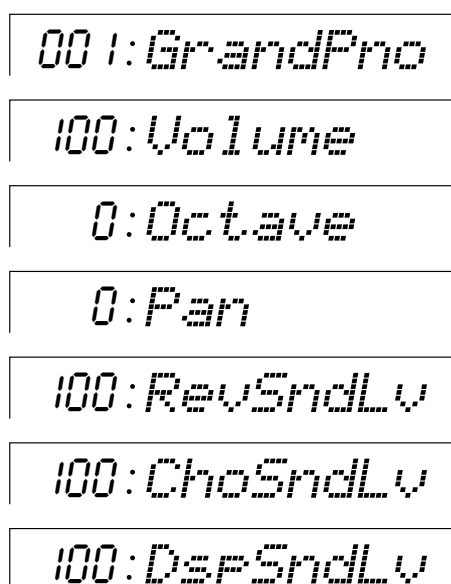 001:GrandPno
100:Volume
0:Octave
0:Pan
100:RevSndLv
100:ChoSndLv
100:DspSndLv